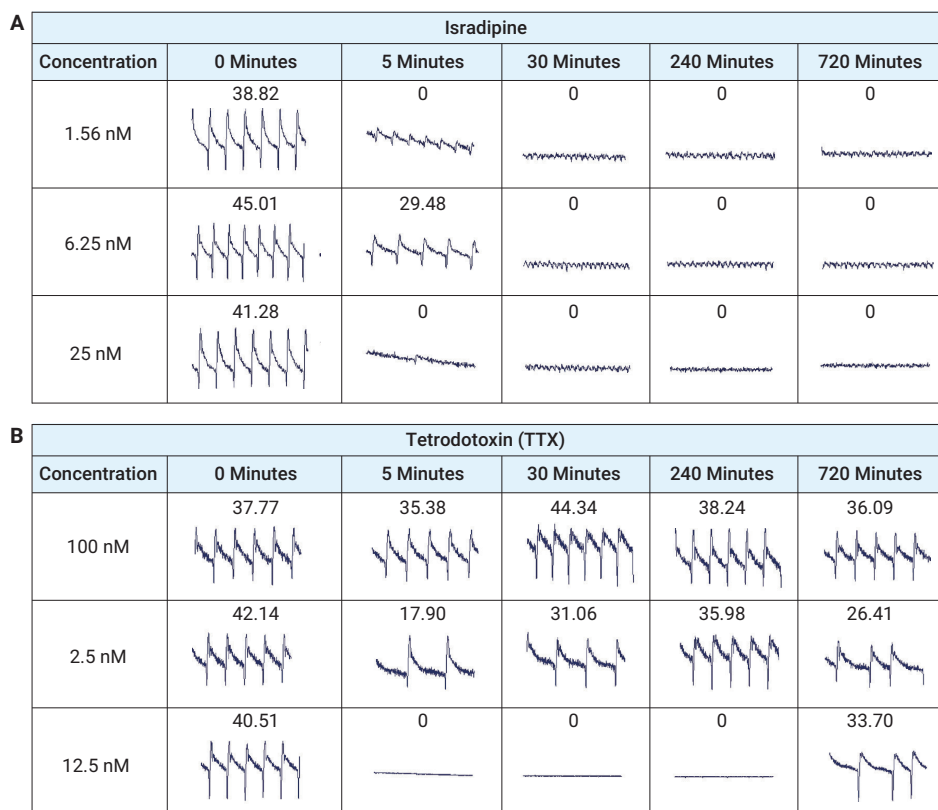 A
Isradipine
Concentration 0 Minutes 5 Minutes 30 Minutes 240 Minutes 720 Minutes
1.56 nM 38.82 0 0 0 0
6.25 nM 45.01 29.48 0 0 0
25 nM 41.28 0 0 0 0
B
Tetrodotoxin (TTX)
Concentration 0 Minutes 5 Minutes 30 Minutes 240 Minutes 720 Minutes
100 nM 37.77 35.38 44.34 38.24 36.09
2.5 nM 42.14 17.90 31.06 35.98 26.41
12.5 nM 40.51 0 0 0 33.70